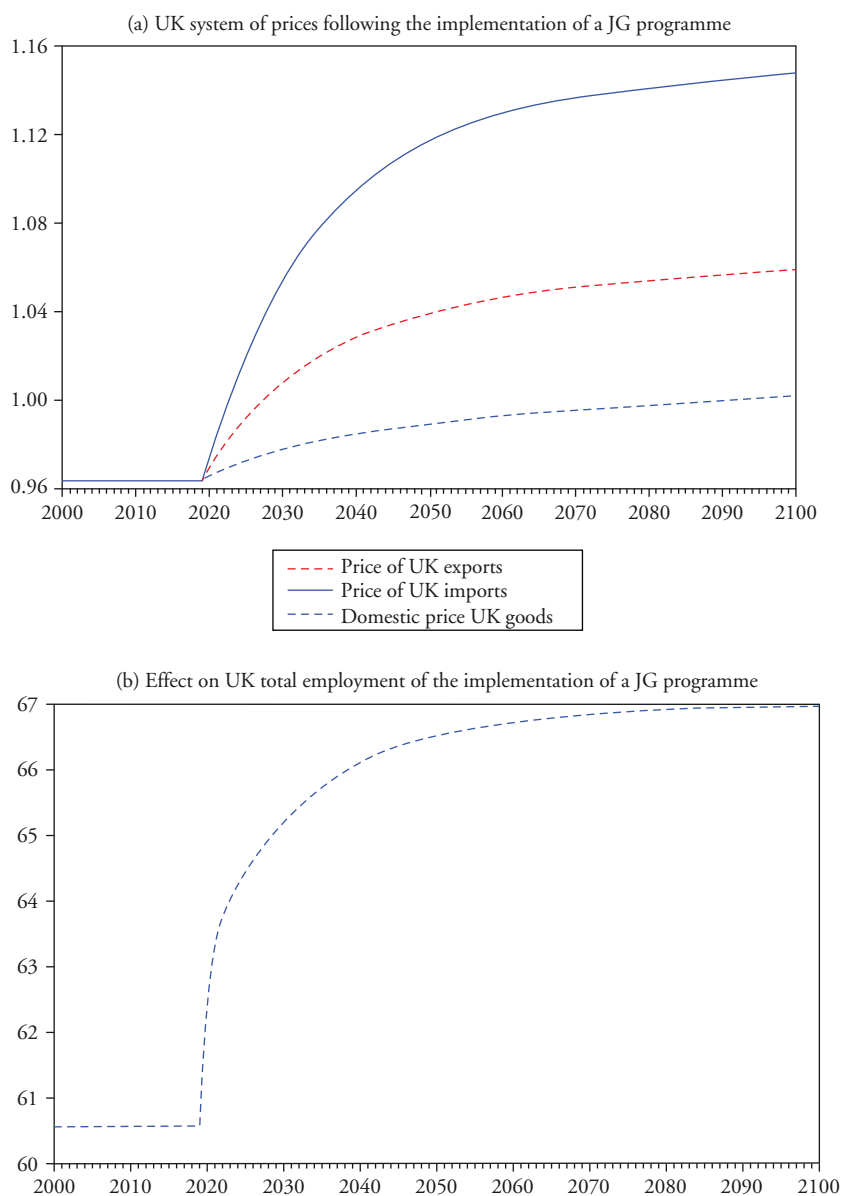 (a) UK system of prices following the implementation of a JG programme
1.16
1.12
1.08
1.04
1.00
0.96
2000 2010 2020 2030 2040 2050 2060 2070 2080 2090 2100
Price of UK exports
Price of UK imports
Domestic price UK goods
(b) Effect on UK total employment of the implementation of a JG programme
67
66
65
64
63
62
61
60
2000 2010 2020 2030 2040 2050 2060 2070 2080 2090 2100